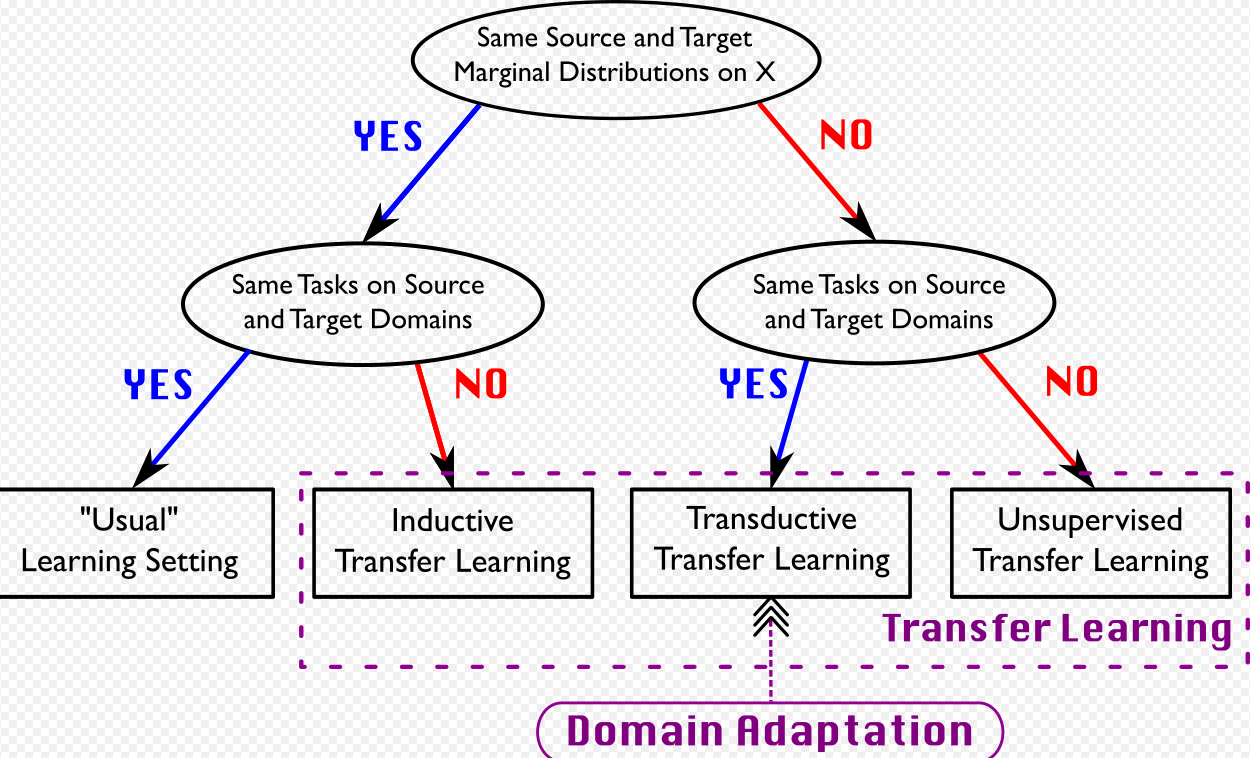 Same Source and Target
Marginal Distributions on X
YES
NO
Same Tasks on Source
and Target Domains
Same Tasks on Source
and Target Domains
YES
NO
YES
NO
"Usual"
Learning Setting
Inductive
Transfer Learning
Transductive
Transfer Learning
Unsupervised
Transfer Learning
Transfer Learning
Domain Adaptation